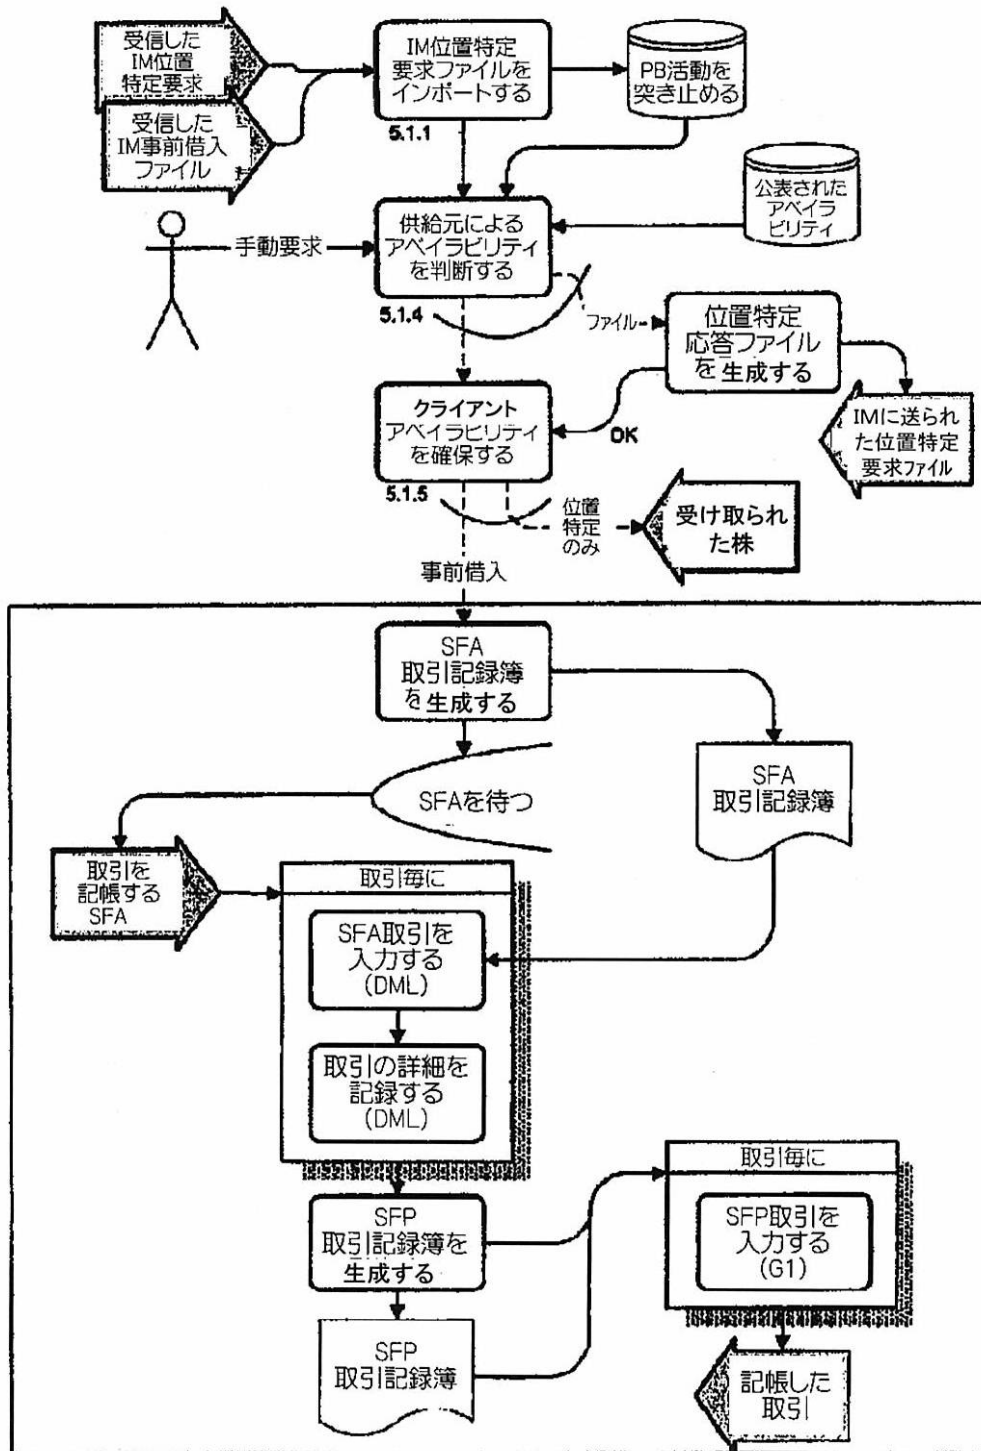 受信した
IM位置
特定要求
受信した
IM事前借入
ファイル
IM位置特定
要求ファイルを
インポートする
5.1.1
PB活動を
突き止める
公表された
アベイラ
ビリティ
手動要求
供給元による
アベイラビリティ
を判断する
5.1.4
ファイル
位置特定
応答ファイル
を生成する
IMに送られ
た位置特定
要求ファイル
クライアント
アベイラビリティ
を確保する
OK
5.1.5
位置
特定
のみ
受け取られ
た株
事前借入
SFA
取引記録簿
を生成する
SFA
取引記録簿
SFAを待つ
取引を
記帳する
SFA
取引毎に
SFA取引を
入力する
(DML)
取引の詳細を
記録する
(DML)
SFP
取引記録簿を
生成する
SFP
取引記録簿
取引毎に
SFP取引を
入力する
(G1)
記帳した
取引